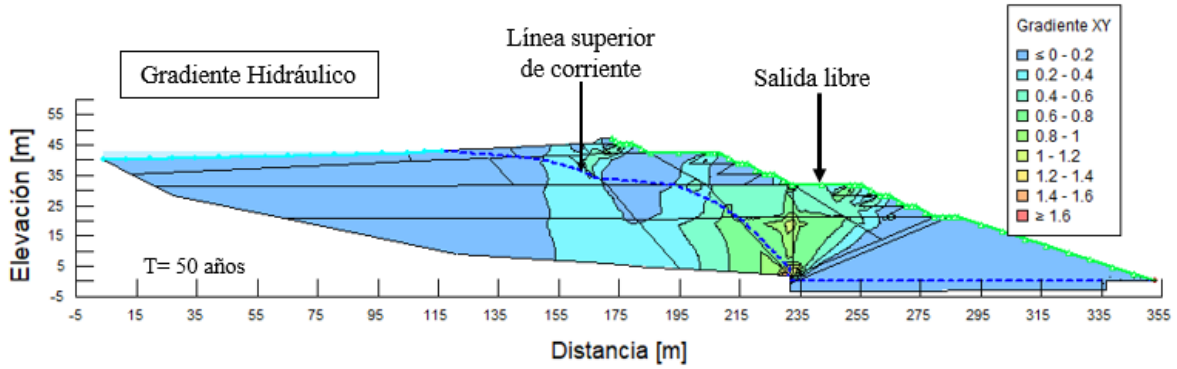 Línea superior
de corriente
Gradiente Hidráulico
Salida libre
Gradiente XY
≤ 0 - 0.2
0.2 - 0.4
0.4 - 0.6
0.6 - 0.8
0.8 - 1
1 - 1.2
1.2 - 1.4
1.4 - 1.6
≥ 1.6
Elevación [m]
55
45
35
25
15
5
-5
T= 50 años
-5 15 35 55 75 95 115 135 155 175 195 215 235 255 275 295 315 335 355
Distancia [m]